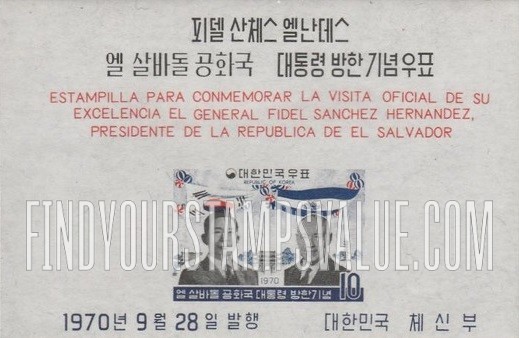 피델 산체스 엘난데스
엘 살바돌 공화국 대통령 방한 기념우표
ESTAMPILLA PARA CONMEMORAR LA VISITA OFICIAL DE SU
EXCELENCIA EL GENERAL FIDEL SANCHEZ HERNANDEZ,
PRESIDENTE DE LA REPUBLICA DE EL SALVADOR
대한민국우표
REPUBLIC OF KOREA
FINDYOURSTAMPSVALUE.COM
1970
엘 살바돌 공화국 대통령 방한기념 10
1970년 9월 28일 발행 대한민국 체신부